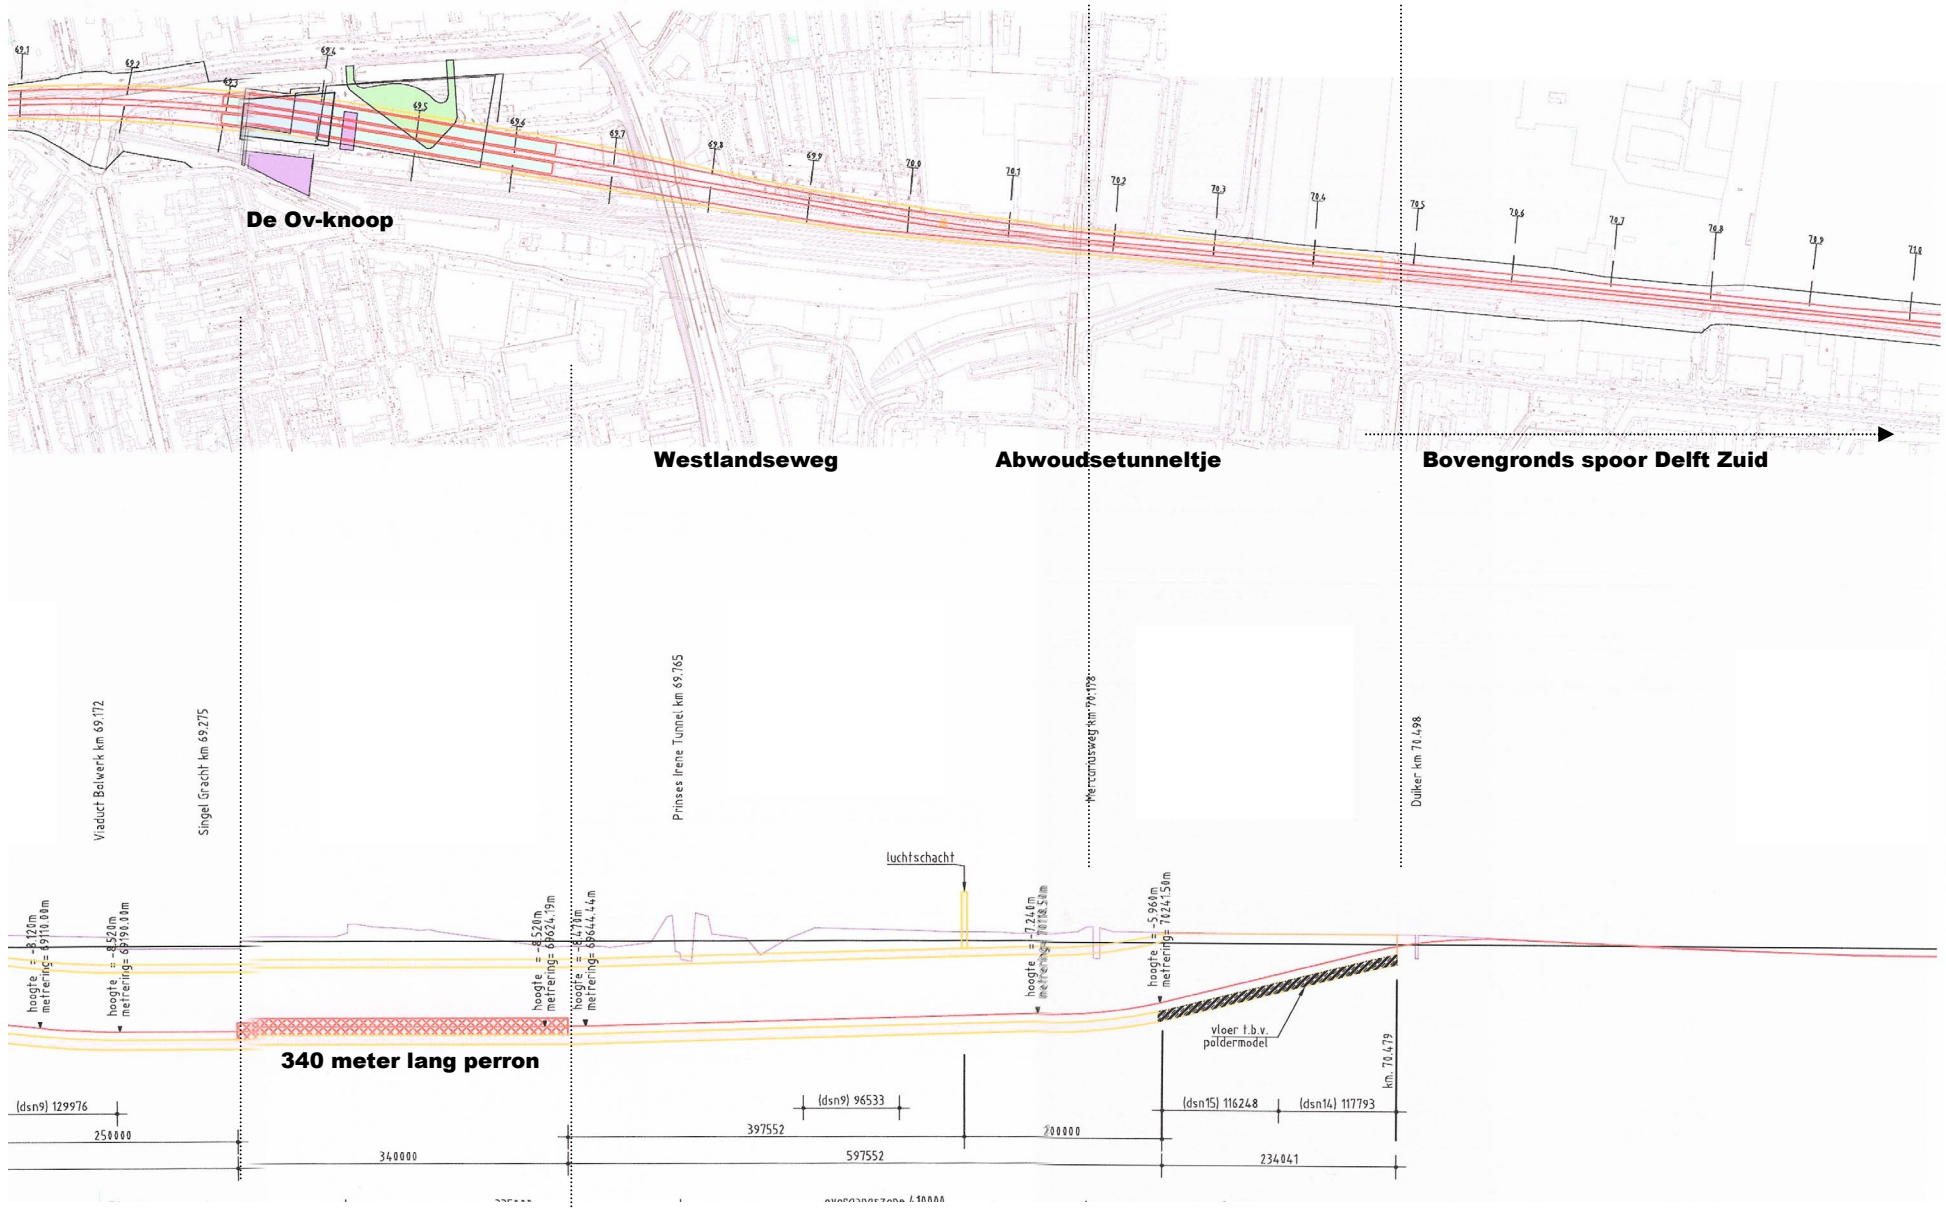 69.1
69.2
69.3
69.4
69.5
69.6
69.7
69.8
69.9
70.0
70.1
70.2
70.3
70.4
70.5
70.6
70.7
70.8
70.9
71.0
De Ov-knoop
Westlandseweg
Abwoudsetunneltje
Bovengronds spoor Delft Zuid
Viaduct Bolwerk km 69.172
Singel Gracht km 69.275
Prinses Irene Tunnel km 69.765
Mercuriusweg km 70.178
Duiker km 70.498
luchtschacht
hoogte = -8.120m
metrering= 69110.00m
hoogte = -8.520m
metrering= 69190.00m
hoogte = -8.520m
metrering= 69624.19m
hoogte = -8.470m
metrering= 69644.44m
hoogte = -7.240m
hoogte = -5.960m
metrering= 70241.50m
vloer t.b.v.
poldermodel
km. 70.479
340 meter lang perron
(dsn9) 129976
(dsn9) 96533
(dsn15) 116248
(dsn14) 117793
250000
397552
200000
340000
597552
234041